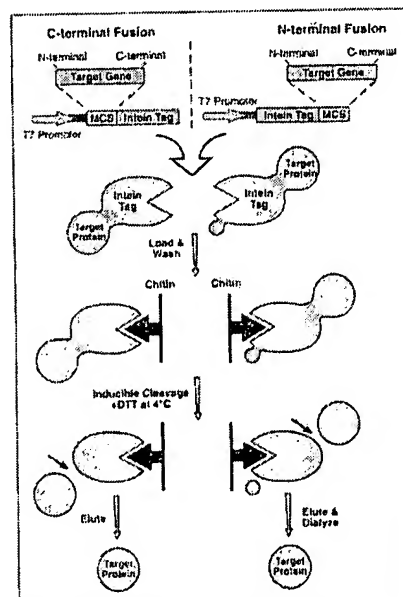 C-terminal Fusion
N-terminal C-terminal
Target Gene
T7 Promoter
MCS Intein Tag
N-terminal Fusion
N-terminal C-terminal
Target Gene
T7 Promoter
Intein Tag MCS
Target
Protein
Intein
Tag
Intein
Tag
Target
Protein
Load &
Wash
Chitin
Chitin
Inducible Cleavage
+DTT at 4°C
Elute
Elute &
Dialyze
Target
Protein
Target
Protein